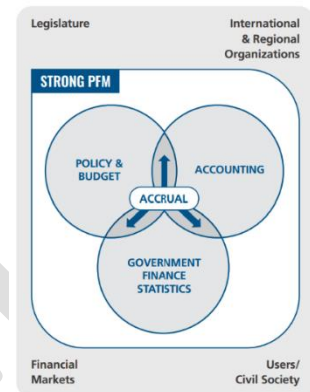 Legislature
International
& Regional
Organizations
STRONG PFM
POLICY &
BUDGET
ACCOUNTING
ACCRUAL
GOVERNMENT
FINANCE
STATISTICS
Financial
Markets
Users/
Civil Society